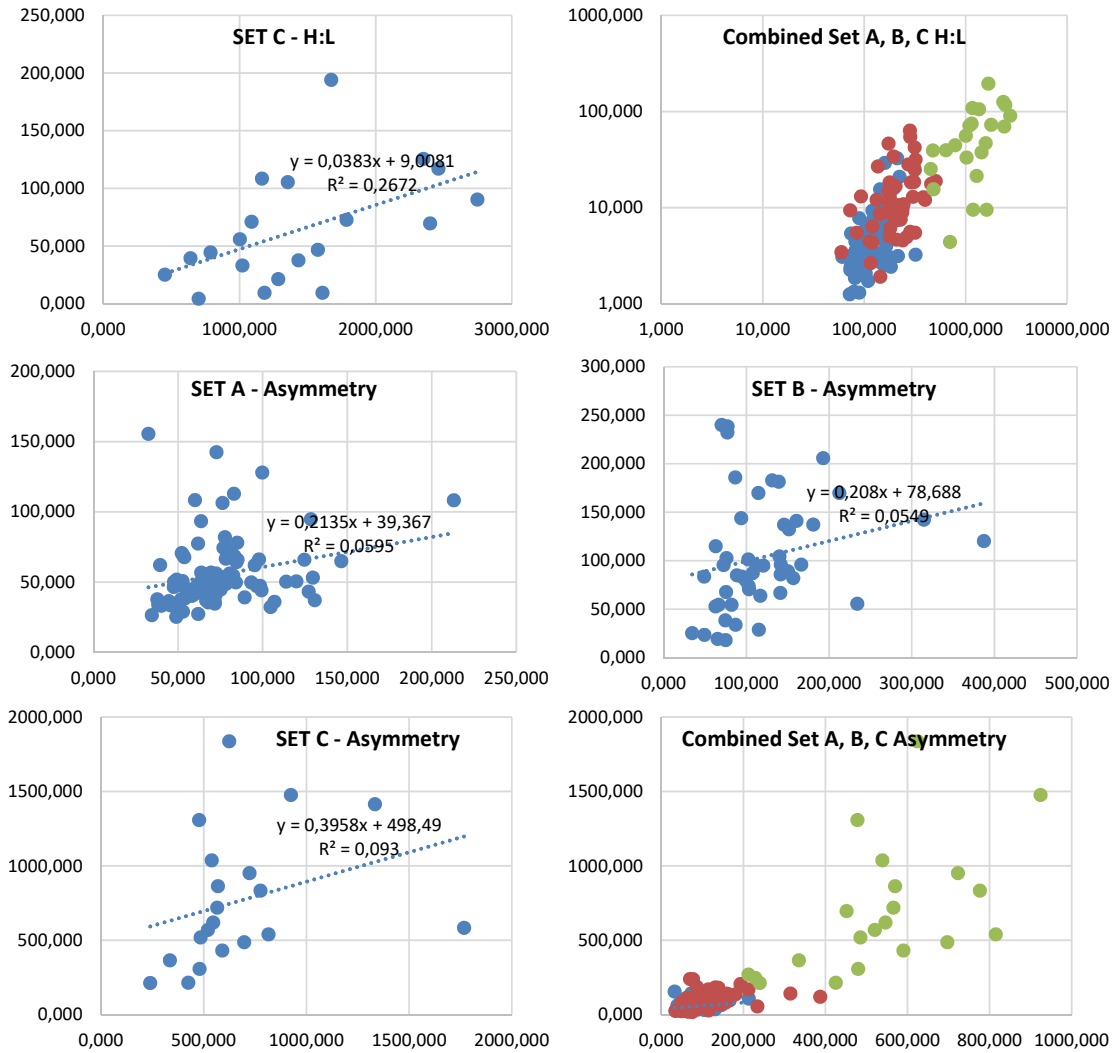 SET C - H:L
250,000
200,000
150,000
100,000
50,000
0,000
y = 0,0383x + 9,0081
R² = 0,2672
0,000 1000,000 2000,000 3000,000
Combined Set A, B, C H:L
1000,000
100,000
10,000
1,000
1,000 10,000 100,000 1000,000 10000,000
SET A - Asymmetry
200,000
150,000
100,000
50,000
0,000
y = 0,2135x + 39,367
R² = 0,0595
0,000 50,000 100,000 150,000 200,000 250,000
SET B - Asymmetry
300,000
250,000
200,000
150,000
100,000
50,000
0,000
y = 0,208x + 78,688
R² = 0,0549
0,000 100,000 200,000 300,000 400,000 500,000
SET C - Asymmetry
2000,000
1500,000
1000,000
500,000
0,000
y = 0,3958x + 498,49
R² = 0,093
0,000 500,000 1000,000 1500,000 2000,000
Combined Set A, B, C Asymmetry
2000,000
1500,000
1000,000
500,000
0,000
0,000 200,000 400,000 600,000 800,000 1000,000